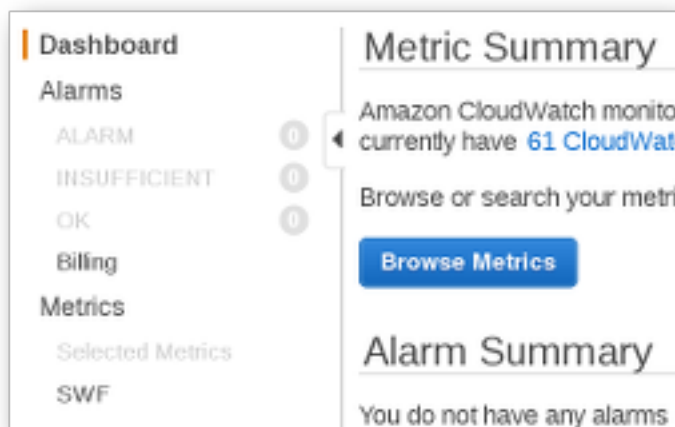 Dashboard
Alarms
ALARM 0
INSUFFICIENT 0
OK 0
Billing
Metrics
Selected Metrics
SWF
Metric Summary
Amazon CloudWatch monito
currently have 61 CloudWat
Browse or search your metri
Browse Metrics
Alarm Summary
You do not have any alarms